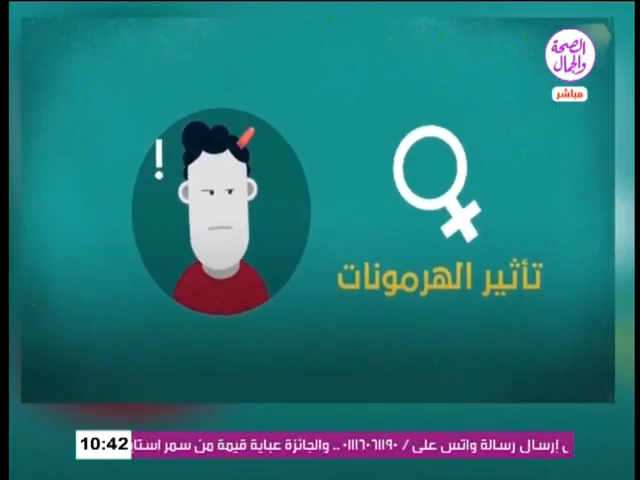 الصحة
والجمال
مباشر
!
تأثير الهرمونات
إرسال رسالة واتس على / ٠١١١٦٠٦١١٩٠ .. والجائزة عباية قيمة من سمر
10:42